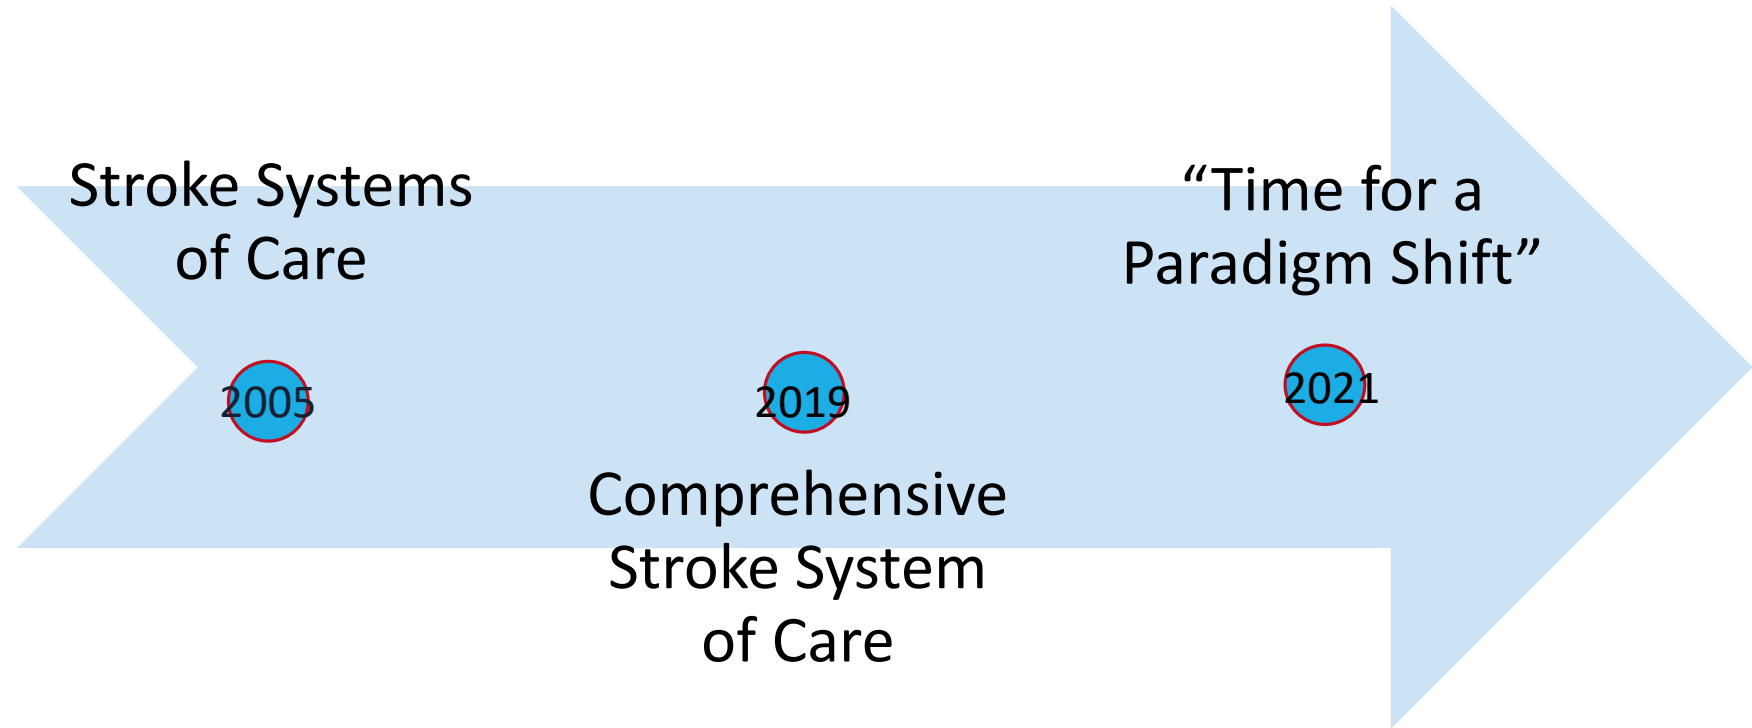 Stroke Systems
of Care
2005
2019
Comprehensive
Stroke System
of Care
“Time for a
Paradigm Shift”
2021